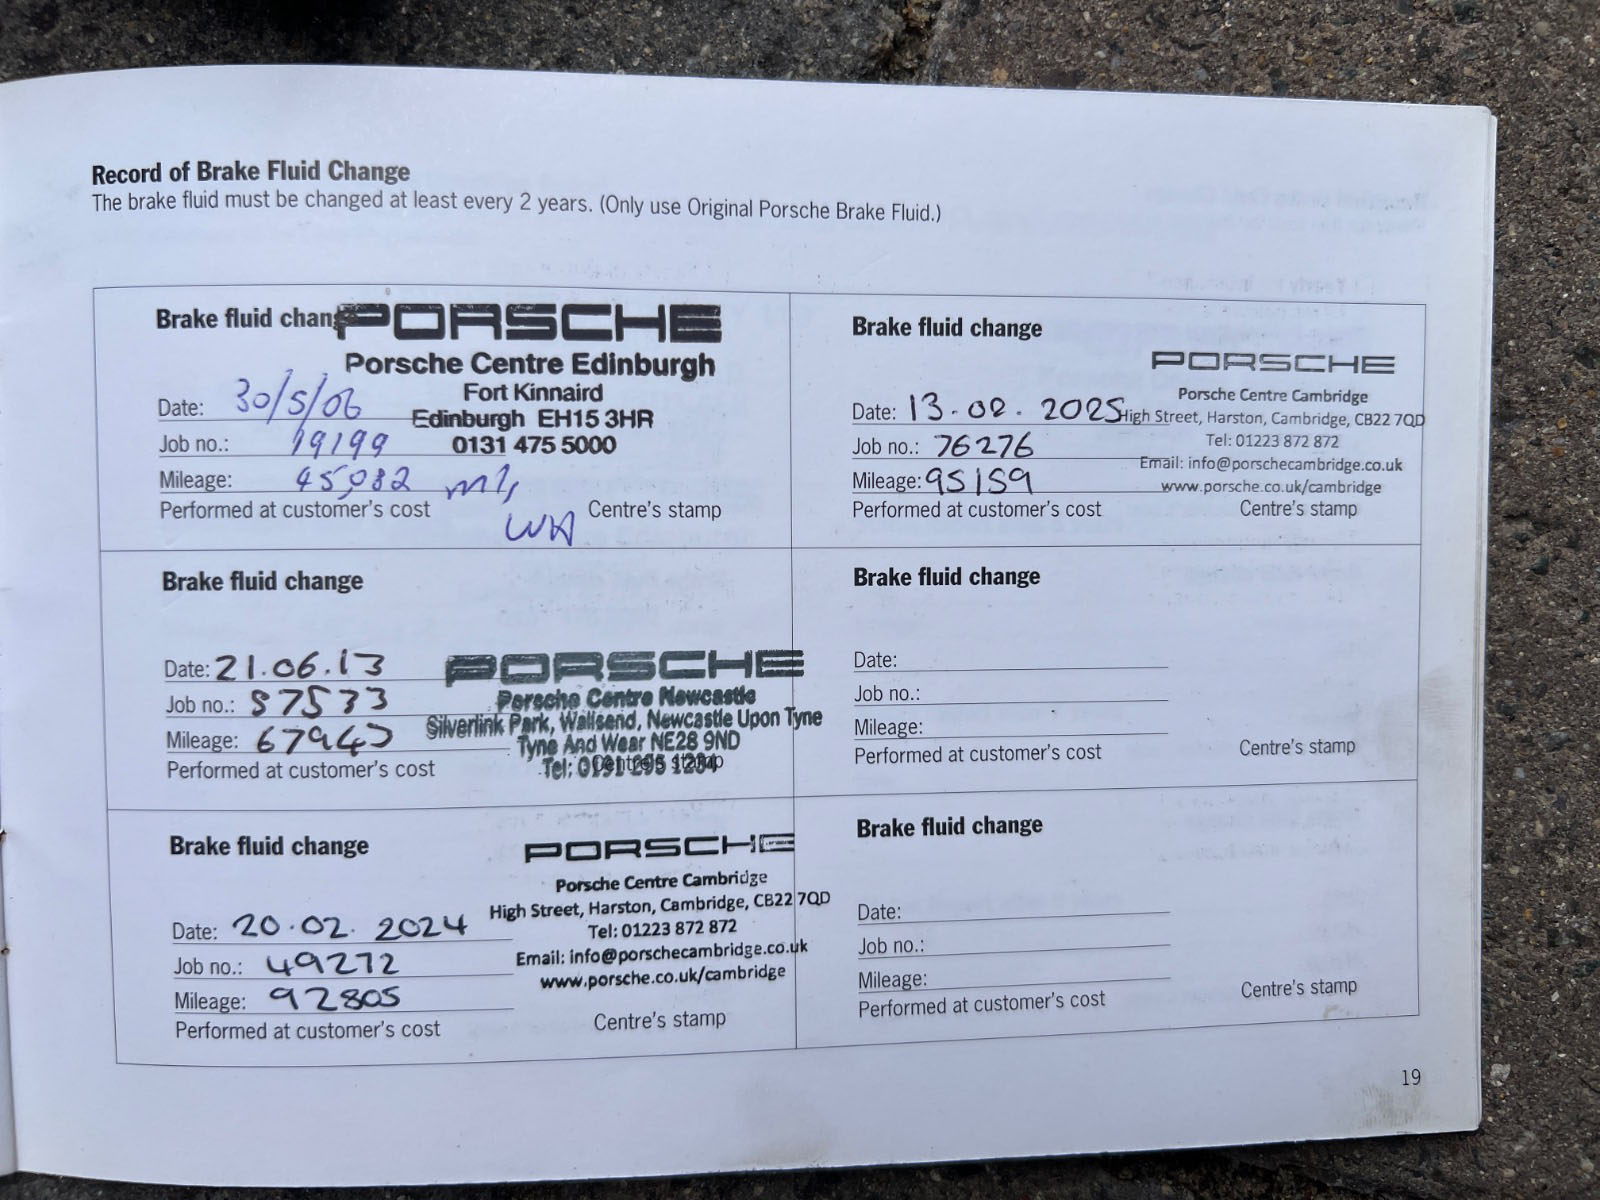 Record of Brake Fluid Change
The brake fluid must be changed at least every 2 years. (Only use Original Porsche Brake Fluid.)
Brake fluid chang
PORSCHE
Porsche Centre Edinburgh
Fort Kinnaird
Edinburgh EH15 3HR
0131 475 5000
Date: 30/5/06
Job no.: 19199
Mileage: 45,082 mls
Performed at customer's cost
Centre's stamp
Brake fluid change
PORSCHE
Porsche Centre Cambridge
High Street, Harston, Cambridge, CB22 7QD
Tel: 01223 872 872
Email: info@porschecambridge.co.uk
www.porsche.co.uk/cambridge
Date: 13.02.2025
Job no.: 76276
Mileage: 95159
Performed at customer's cost
Centre's stamp
Brake fluid change
Date: 21.06.13
Job no.: 87533
Mileage: 67943
Performed at customer's cost
PORSCHE
Porsche Centre Newcastle
Silverlink Park, Wallsend, Newcastle Upon Tyne
Tyne And Wear NE28 9ND
Tel: 0191 295 1234
Centre's stamp
Brake fluid change
Date:
Job no.:
Mileage:
Performed at customer's cost
Centre's stamp
Brake fluid change
PORSCHE
Porsche Centre Cambridge
High Street, Harston, Cambridge, CB22 7QD
Tel: 01223 872 872
Email: info@porschecambridge.co.uk
www.porsche.co.uk/cambridge
Date: 20.02.2024
Job no.: 49272
Mileage: 92805
Performed at customer's cost
Centre's stamp
Brake fluid change
Date:
Job no.:
Mileage:
Performed at customer's cost
Centre's stamp
19